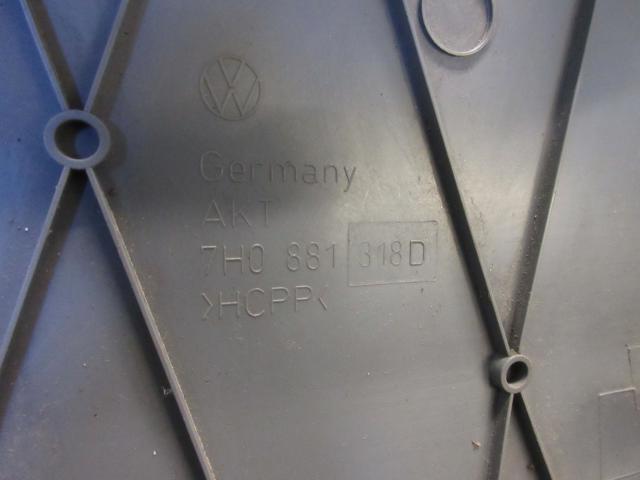 Germany
AKT
7H0 881 318D
>HCPP<